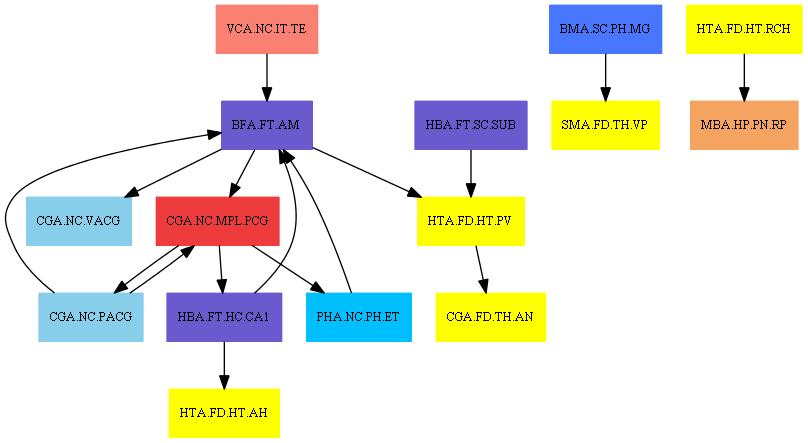 VCA.NC.IT.TE
BMA.SC.PH.MG
HTA.FD.HT.RCH
BFA.FT.AM
HBA.FT.SC.SUB
SMA.FD.TH.VP
MBA.HP.PN.RP
CGA.NC.VACG
CGA.NC.MPL.PCG
HTA.FD.HT.PV
CGA.NC.PACG
HBA.FT.HC.CA1
PHA.NC.PH.ET
CGA.FD.TH.AN
HTA.FD.HT.AH